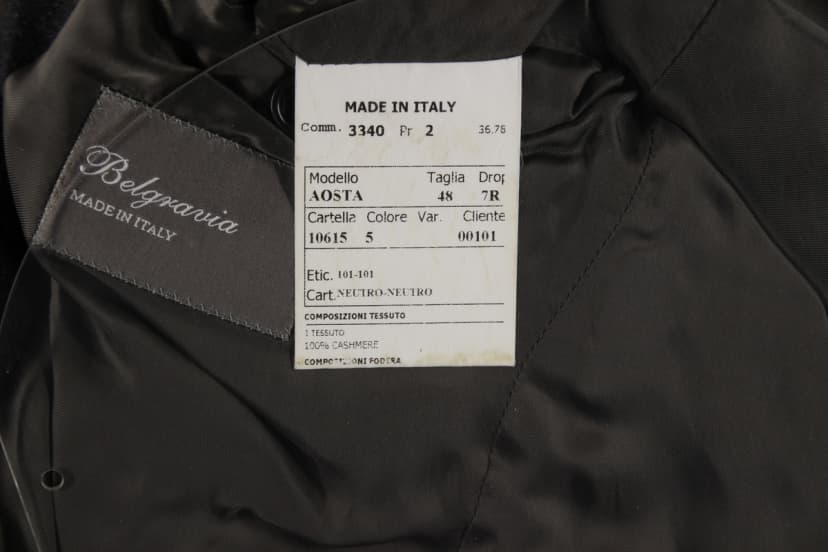 Belgravia
MADE IN ITALY
MADE IN ITALY
Comm. 3340 Pr 2 36.78
Modello Taglia Drop
AOSTA 48 7R
Cartella Colore Var. Cliente
10615 5 00101
Etic. 101-101
Cart. NEUTRO-NEUTRO
COMPOSIZIONI TESSUTO
1 TESSUTO
100% CASHMERE
COMPOSIZIONI FODERA